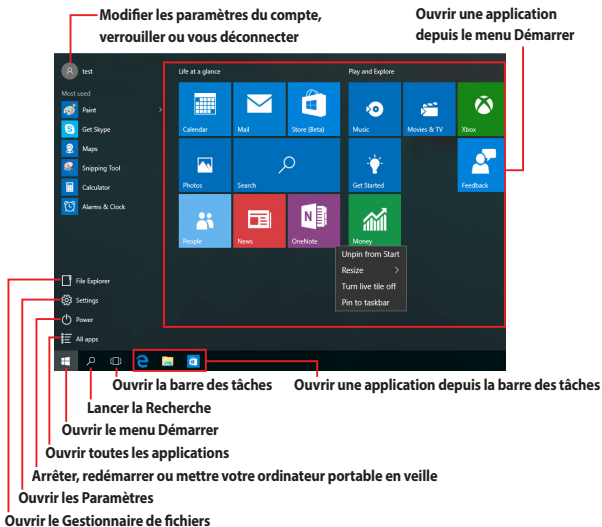 Modifier les paramètres du compte,
verrouiller ou vous déconnecter
Ouvrir une application
depuis le menu Démarrer
test
Most used
Paint
Get Skype
Maps
Snipping Tool
Calculator
Alarms & Clock
File Explorer
Settings
Power
All apps
Life at a glance
Play and Explore
Calendar
Mail
Store (Beta)
Music
Movies & TV
Xbox
Photos
Search
Get Started
Feedback
People
News
OneNote
Money
Unpin from Start
Resize
Turn live tile off
Pin to taskbar
Ouvrir la barre des tâches
Ouvrir une application depuis la barre des tâches
Lancer la Recherche
Ouvrir le menu Démarrer
Ouvrir toutes les applications
Arrêter, redémarrer ou mettre votre ordinateur portable en veille
Ouvrir les Paramètres
Ouvrir le Gestionnaire de fichiers